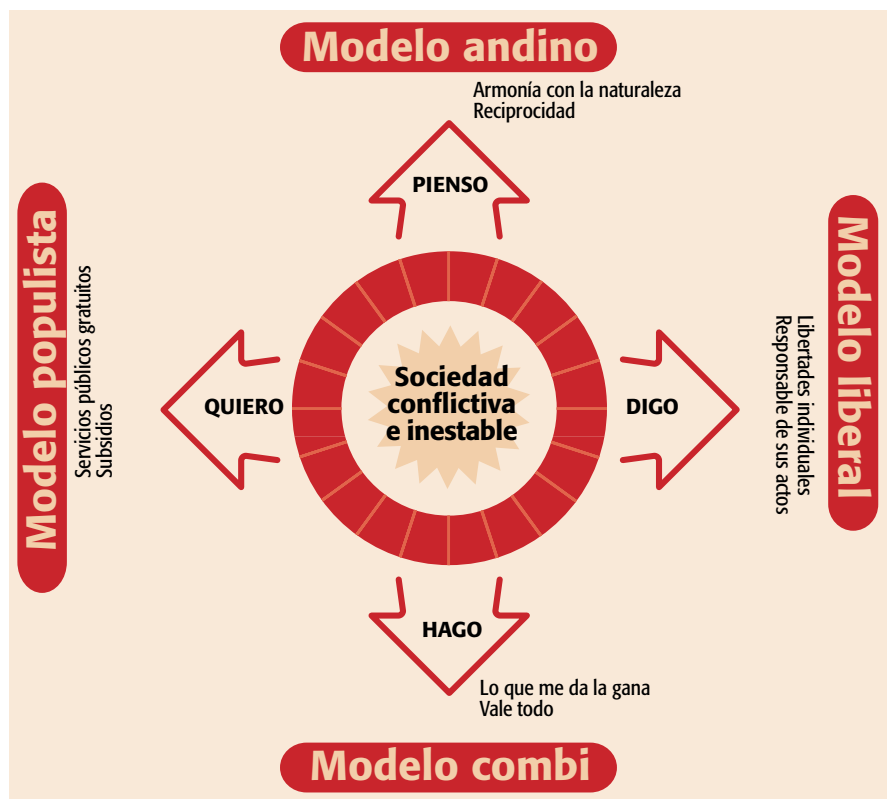 Modelo andino
Armonía con la naturaleza
Reciprocidad
PIENSO
Modelo populista
Servicios públicos gratuitos
Subsidios
QUIERO
Sociedad
conflictiva
e inestable
DIGO
Libertades individuales
Responsable de sus actos
Modelo liberal
HAGO
Lo que me da la gana
Vale todo
Modelo combi